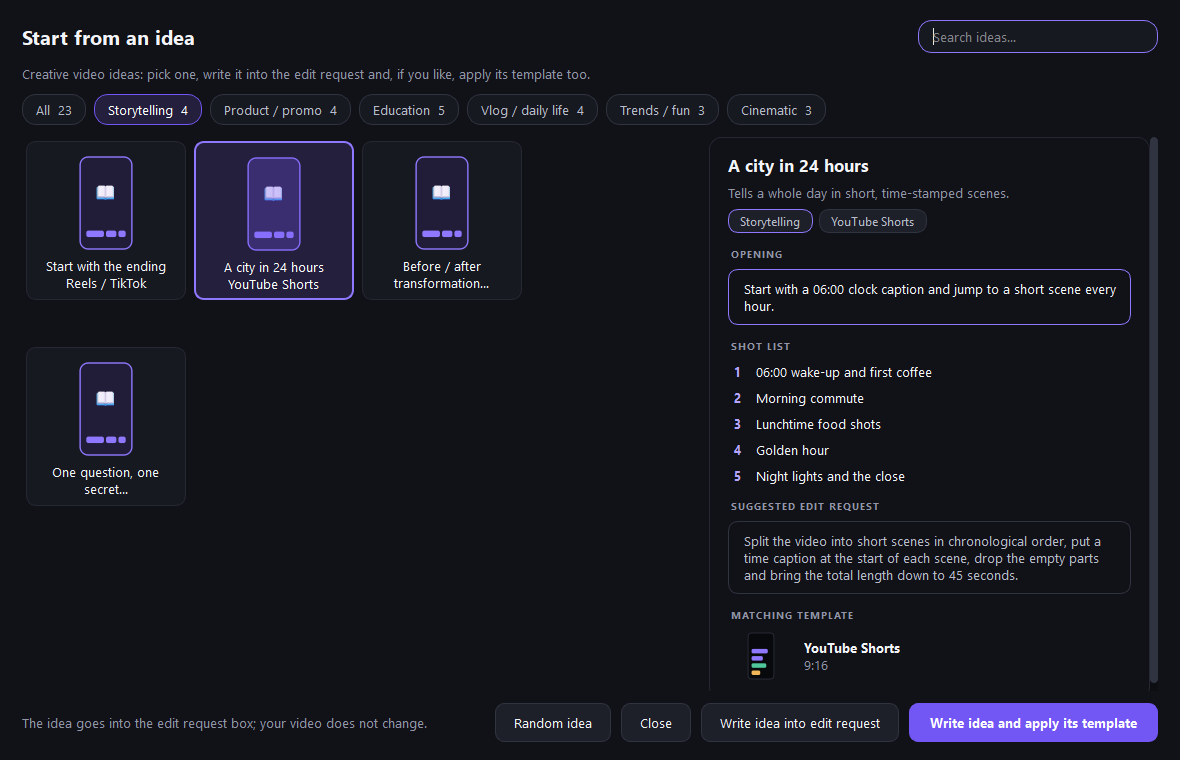 Start from an idea
Search ideas...
Creative video ideas: pick one, write it into the edit request and, if you like, apply its template too.
All 23
Storytelling 4
Product / promo 4
Education 5
Vlog / daily life 4
Trends / fun 3
Cinematic 3
Start with the ending
Reels / TikTok
A city in 24 hours
YouTube Shorts
Before / after
transformation...
One question, one
secret...
A city in 24 hours
Tells a whole day in short, time-stamped scenes.
Storytelling
YouTube Shorts
OPENING
Start with a 06:00 clock caption and jump to a short scene every
hour.
SHOT LIST
1 06:00 wake-up and first coffee
2 Morning commute
3 Lunchtime food shots
4 Golden hour
5 Night lights and the close
SUGGESTED EDIT REQUEST
Split the video into short scenes in chronological order, put a
time caption at the start of each scene, drop the empty parts
and bring the total length down to 45 seconds.
MATCHING TEMPLATE
YouTube Shorts
9:16
The idea goes into the edit request box; your video does not change.
Random idea
Close
Write idea into edit request
Write idea and apply its template